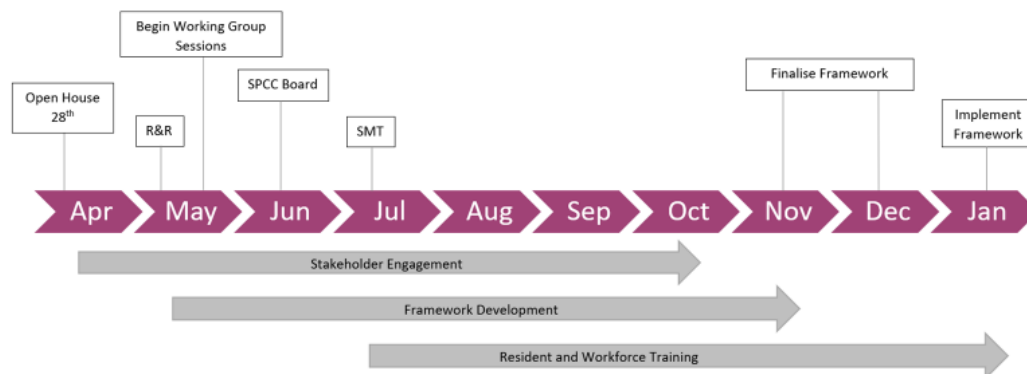 Begin Working Group
Sessions
Open House
28th
SPCC Board
Finalise Framework
R&R
SMT
Implement
Framework
Apr
May
Jun
Jul
Aug
Sep
Oct
Nov
Dec
Jan
Stakeholder Engagement
Framework Development
Resident and Workforce Training